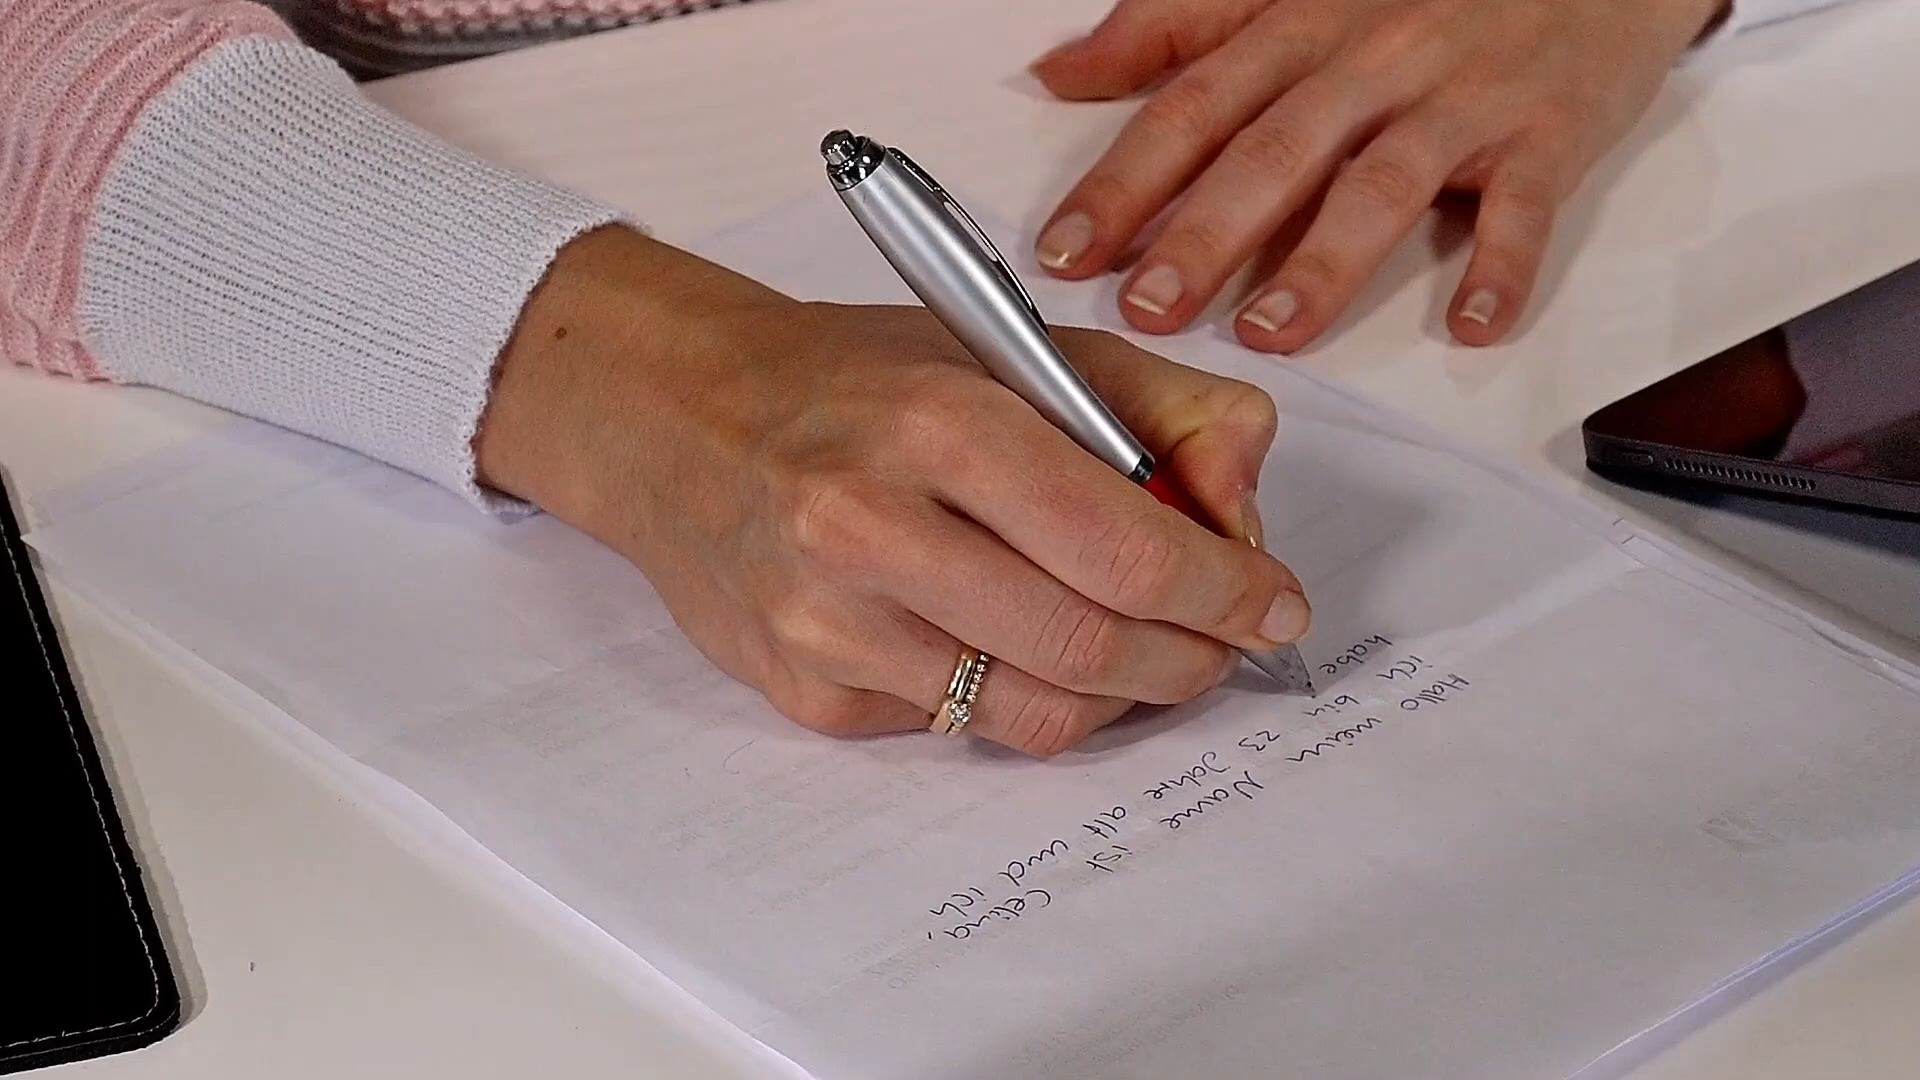 Hallo mein Name ist Celina,
ich bin 23 Jahre alt und ich
habe